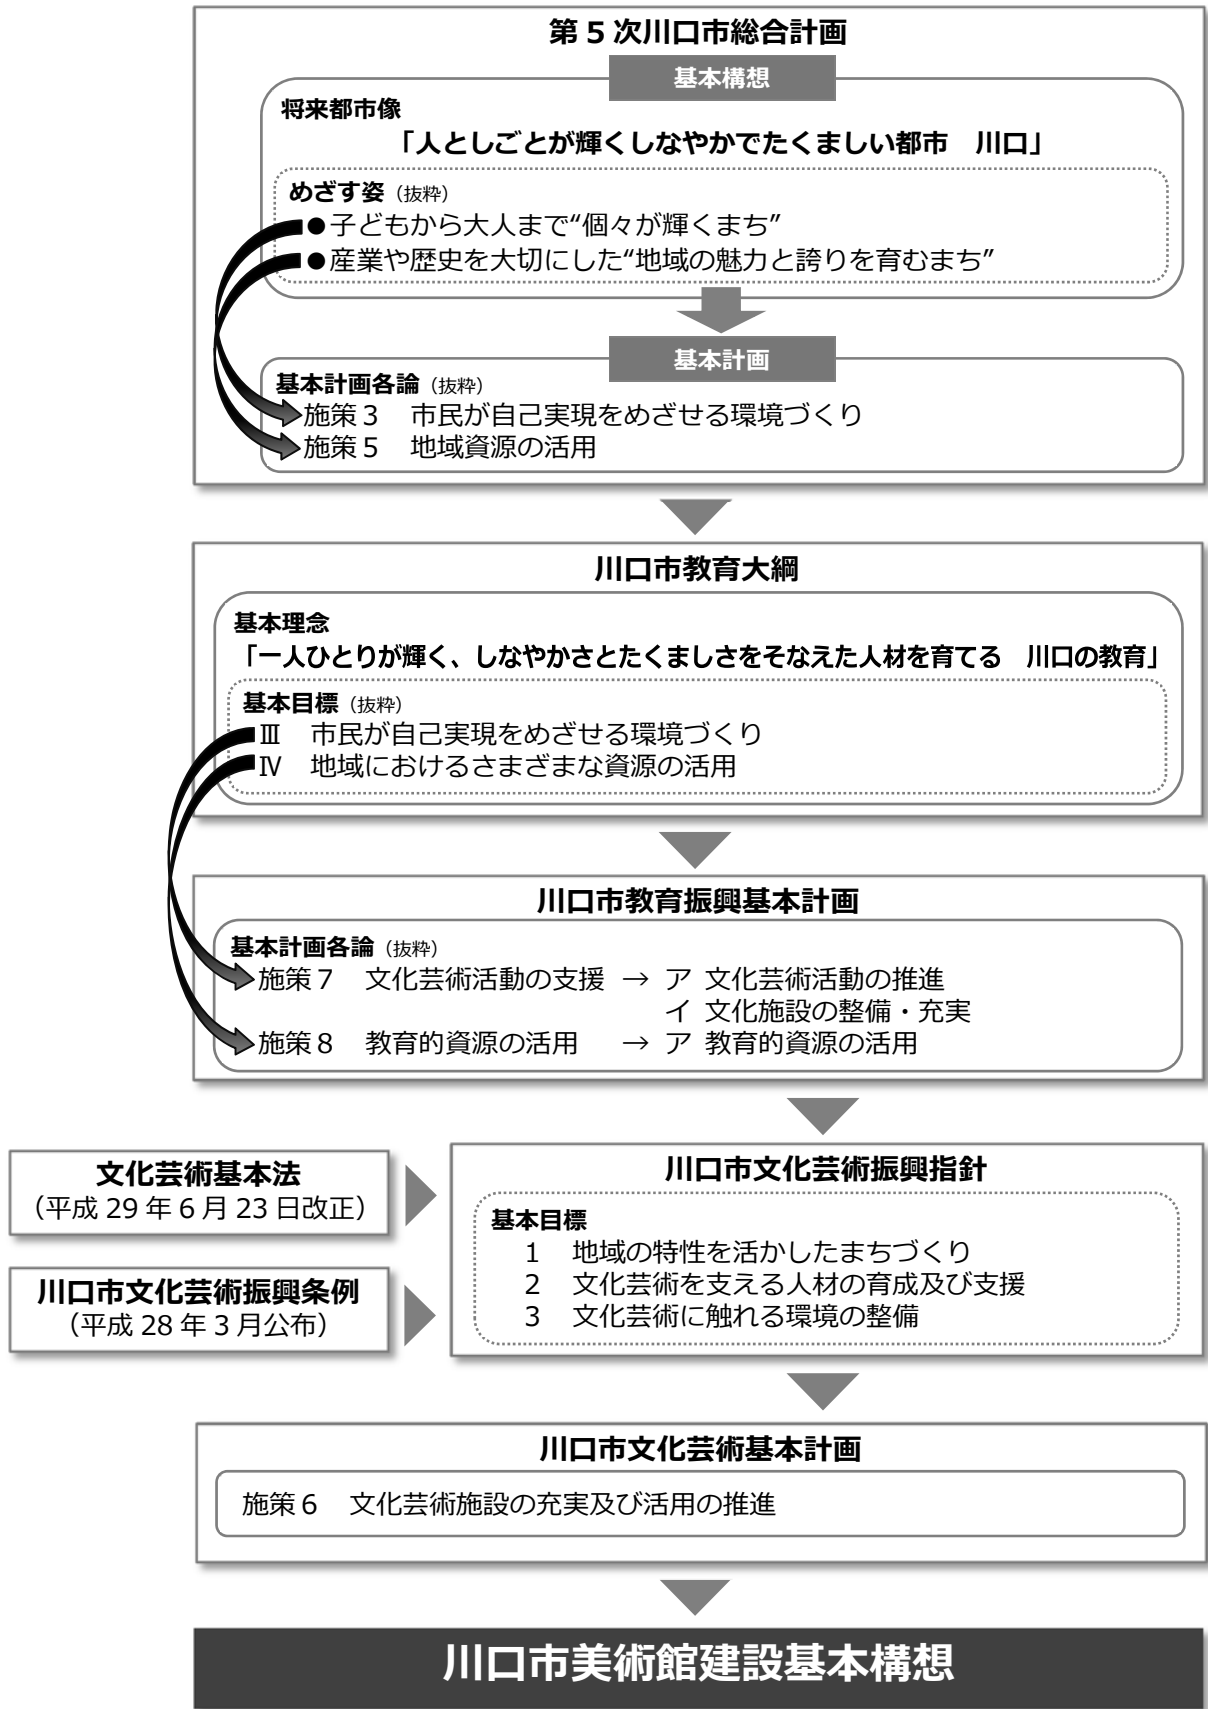 第5次川口市総合計画
基本構想
将来都市像
「人としごとが輝くしなやかでたくましい都市　川口」
めざす姿（抜粋）
●子どもから大人まで“個々が輝くまち”
●産業や歴史を大切にした“地域の魅力と誇りを育むまち”
基本計画
基本計画各論（抜粋）
施策3　市民が自己実現をめざせる環境づくり
施策5　地域資源の活用
川口市教育大綱
基本理念
「一人ひとりが輝く、しなやかさとたくましさをそなえた人材を育てる　川口の教育」
基本目標（抜粋）
Ⅲ　市民が自己実現をめざせる環境づくり
Ⅳ　地域におけるさまざまな資源の活用
川口市教育振興基本計画
基本計画各論（抜粋）
施策7　文化芸術活動の支援　→　ア 文化芸術活動の推進
イ 文化施設の整備・充実
施策8　教育的資源の活用　→　ア 教育的資源の活用
文化芸術基本法
（平成29年6月23日改正）
川口市文化芸術振興条例
（平成28年3月公布）
川口市文化芸術振興指針
基本目標
1　地域の特性を活かしたまちづくり
2　文化芸術を支える人材の育成及び支援
3　文化芸術に触れる環境の整備
川口市文化芸術基本計画
施策6　文化芸術施設の充実及び活用の推進
川口市美術館建設基本構想